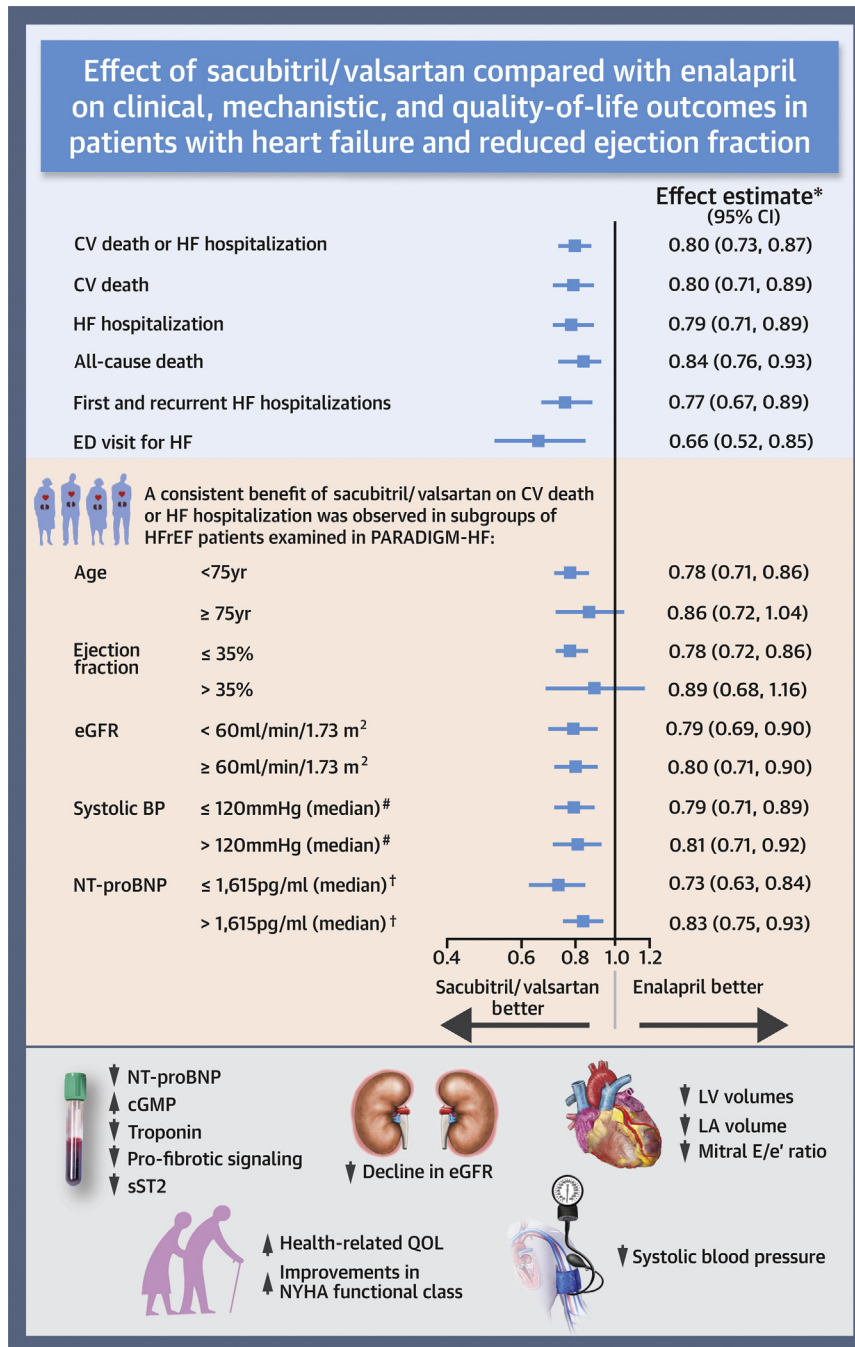 Effect of sacubitril/valsartan compared with enalapril
on clinical, mechanistic, and quality-of-life outcomes in
patients with heart failure and reduced ejection fraction
Effect estimate*
(95% CI)
CV death or HF hospitalization 0.80 (0.73, 0.87)
CV death 0.80 (0.71, 0.89)
HF hospitalization 0.79 (0.71, 0.89)
All-cause death 0.84 (0.76, 0.93)
First and recurrent HF hospitalizations 0.77 (0.67, 0.89)
ED visit for HF 0.66 (0.52, 0.85)
A consistent benefit of sacubitril/valsartan on CV death
or HF hospitalization was observed in subgroups of
HFrEF patients examined in PARADIGM-HF:
Age <75yr 0.78 (0.71, 0.86)
≥ 75yr 0.86 (0.72, 1.04)
Ejection
fraction
≤ 35% 0.78 (0.72, 0.86)
> 35% 0.89 (0.68, 1.16)
eGFR < 60ml/min/1.73 m² 0.79 (0.69, 0.90)
≥ 60ml/min/1.73 m² 0.80 (0.71, 0.90)
Systolic BP ≤ 120mmHg (median)# 0.79 (0.71, 0.89)
> 120mmHg (median)# 0.81 (0.71, 0.92)
NT-proBNP ≤ 1,615pg/ml (median)† 0.73 (0.63, 0.84)
> 1,615pg/ml (median)† 0.83 (0.75, 0.93)
0.4 0.6 0.8 1.0 1.2
Sacubitril/valsartan
better
Enalapril better
NT-proBNP
cGMP
Troponin
Pro-fibrotic signaling
sST2
Decline in eGFR
LV volumes
LA volume
Mitral E/e' ratio
Health-related QOL
Improvements in
NYHA functional class
Systolic blood pressure